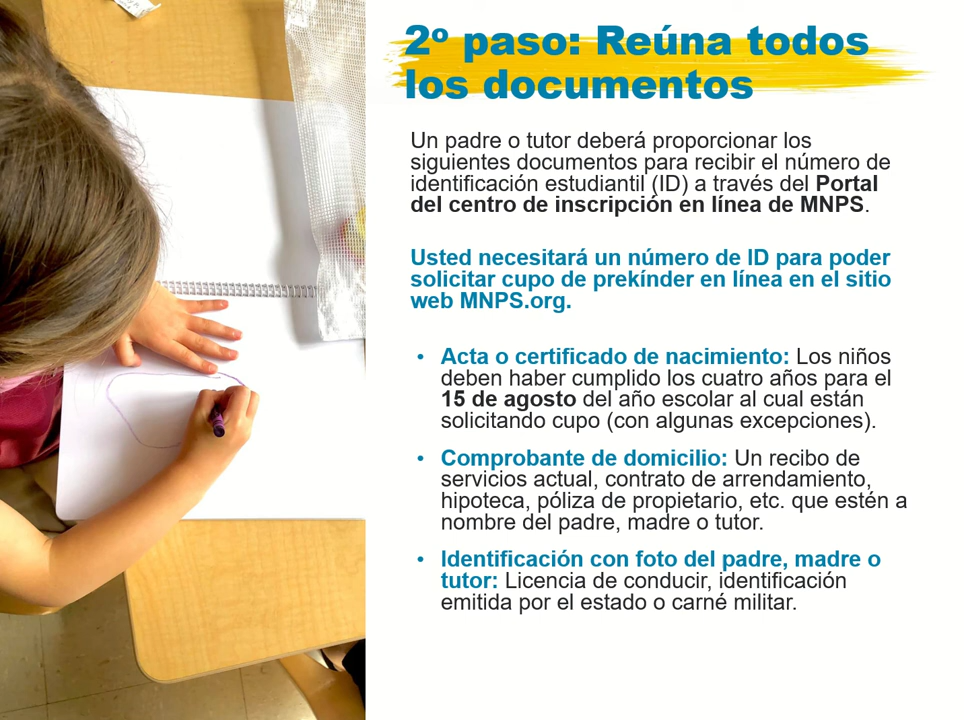 2º paso: Reúna todos
los documentos
Un padre o tutor deberá proporcionar los
siguientes documentos para recibir el número de
identificación estudiantil (ID) a través del Portal
del centro de inscripción en línea de MNPS.
Usted necesitará un número de ID para poder
solicitar cupo de prekínder en línea en el sitio
web MNPS.org.
• Acta o certificado de nacimiento: Los niños
deben haber cumplido los cuatro años para el
15 de agosto del año escolar al cual están
solicitando cupo (con algunas excepciones).
• Comprobante de domicilio: Un recibo de
servicios actual, contrato de arrendamiento,
hipoteca, póliza de propietario, etc. que estén a
nombre del padre, madre o tutor.
• Identificación con foto del padre, madre o
tutor: Licencia de conducir, identificación
emitida por el estado o carné militar.